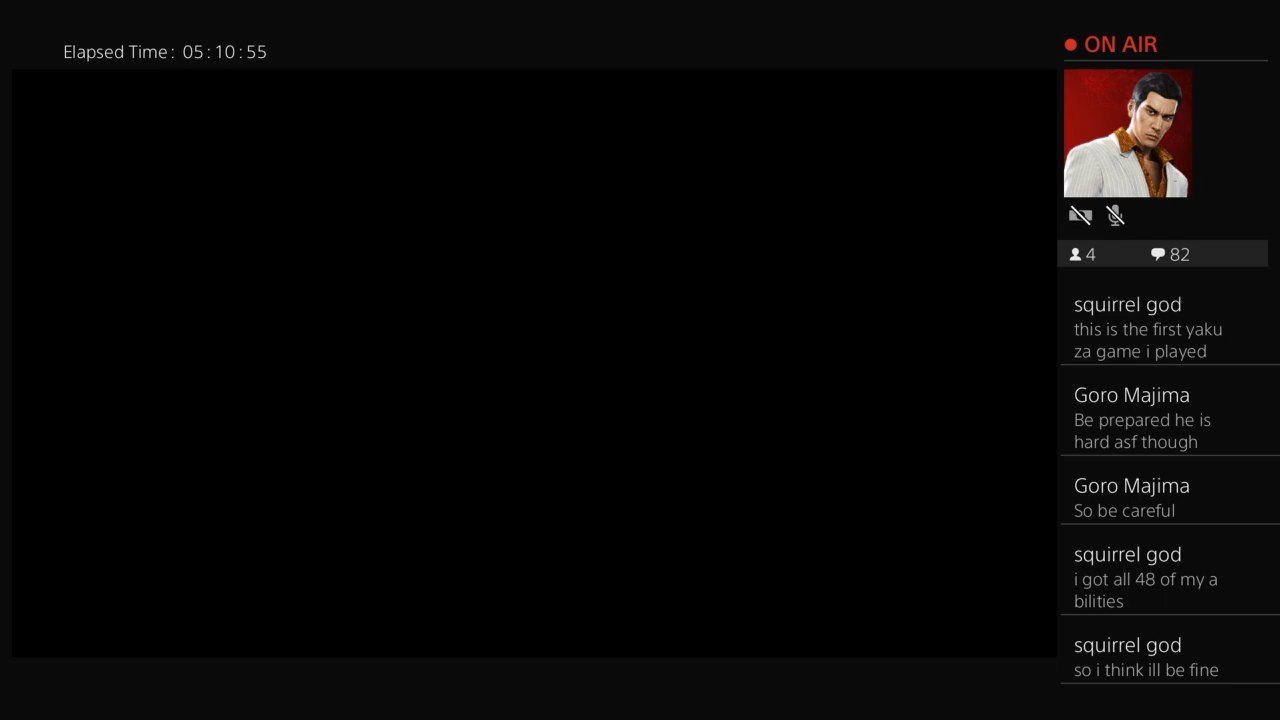 Elapsed Time: 05:10:55
ON AIR
4 82
squirrel god
this is the first yaku
za game i played
Goro Majima
Be prepared he is
hard asf though
Goro Majima
So be careful
squirrel god
i got all 48 of my a
bilities
squirrel god
so i think ill be fine